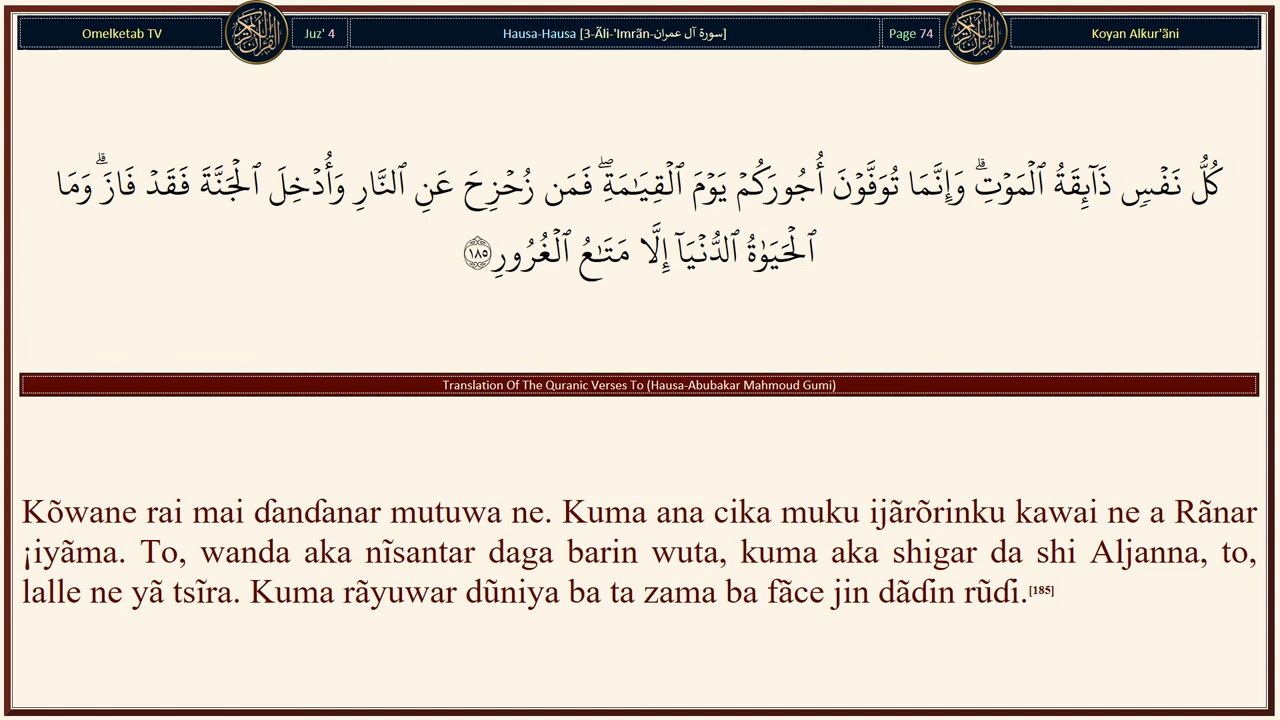 Omelketab TV
Juz' 4
Hausa-Hausa [3-Ãli-'Imrãn-سورة آل عمران]
Page 74
Koyan Alƙur'ãni
كُلُّ نَفۡسٖ ذَآئِقَةُ ٱلۡمَوۡتِۗ وَإِنَّمَا تُوَفَّوۡنَ أُجُورَكُمۡ يَوۡمَ ٱلۡقِيَٰمَةِۖ فَمَن زُحۡزِحَ عَنِ ٱلنَّارِ وَأُدۡخِلَ ٱلۡجَنَّةَ فَقَدۡ فَازَۗ وَمَا
ٱلۡحَيَوٰةُ ٱلدُّنۡيَآ إِلَّا مَتَٰعُ ٱلۡغُرُورِ ١٨٥
Translation Of The Quranic Verses To (Hausa-Abubakar Mahmoud Gumi)
Kõwane rai mai ɗanɗanar mutuwa ne. Kuma ana cika muku ijãrõrinku kawai ne a Rãnar
¡iyãma. To, wanda aka nĩsantar daga barin wuta, kuma aka shigar da shi Aljanna, to,
lalle ne yã tsĩra. Kuma rãyuwar dũniya ba ta zama ba fãce jin dãɗin rũɗi.[185]